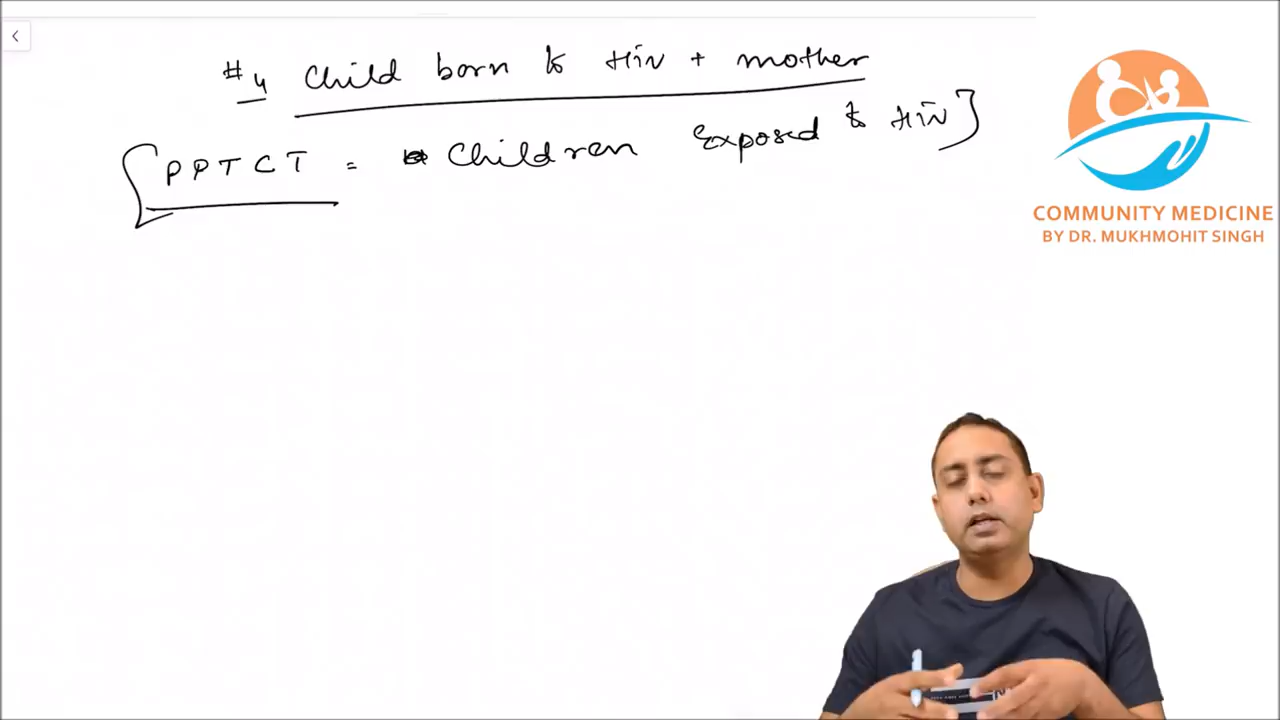 #4 Child born to HIV + mother
[PPTCT = Children Exposed to HIV]
COMMUNITY MEDICINE
BY DR. MUKHMOHIT SINGH